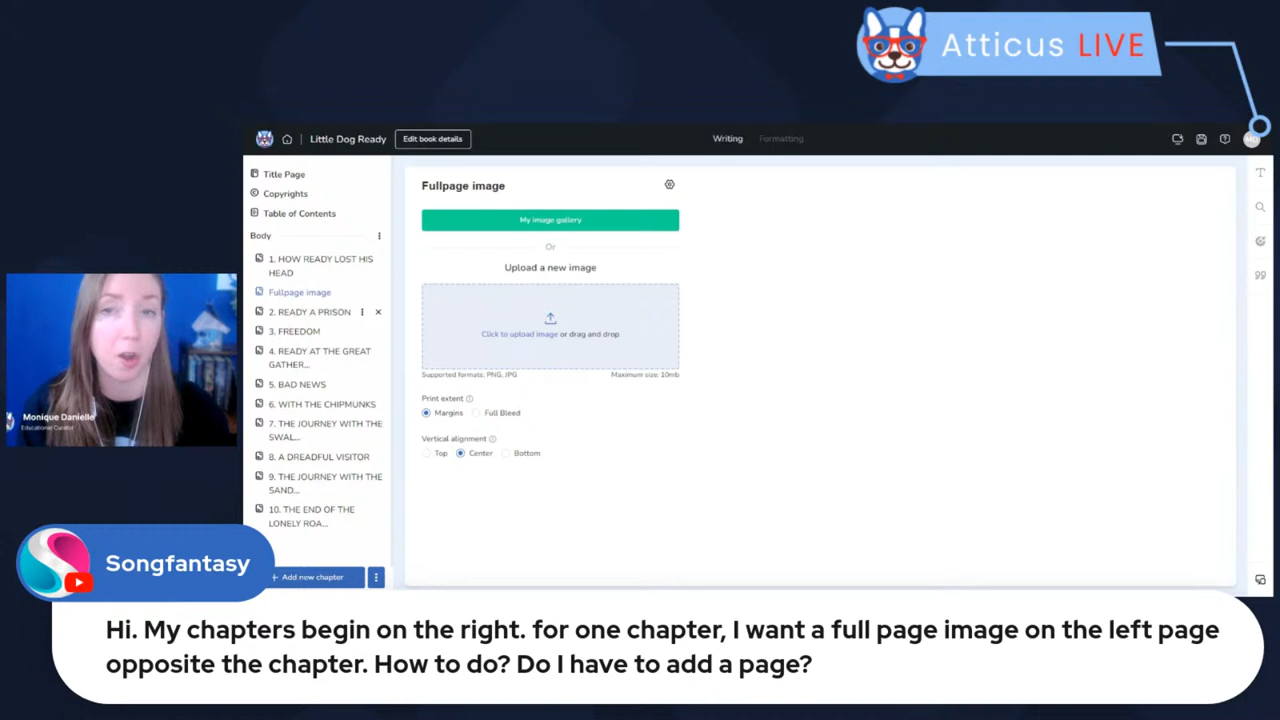 Atticus LIVE
Little Dog Ready
Edit book details
Writing
Formatting
Title Page
Copyrights
Table of Contents
Body
1. HOW READY LOST HIS
HEAD
Fullpage image
2. READY A PRISON
3. FREEDOM
4. READY AT THE GREAT
GATHER...
5. BAD NEWS
6. WITH THE CHIPMUNKS
7. THE JOURNEY WITH THE
SWAL...
8. A DREADFUL VISITOR
9. THE JOURNEY WITH THE
SAND...
10. THE END OF THE
LONELY ROA...
+ Add new chapter
Fullpage image
My image gallery
Or
Upload a new image
Click to upload image or drag and drop
Supported formats: PNG, JPG
Maximum size: 10mb
Print extent
Margins
Full Bleed
Vertical alignment
Top
Center
Bottom
Monique Danielle
Educational Curator
Songfantasy
Hi. My chapters begin on the right. for one chapter, I want a full page image on the left page
opposite the chapter. How to do? Do I have to add a page?